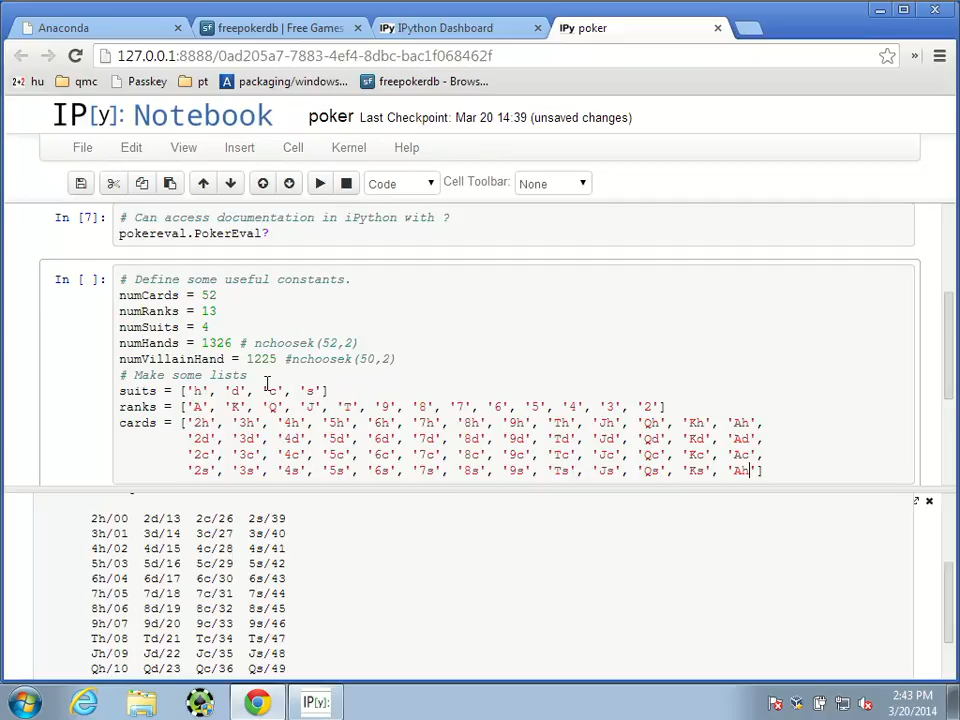 Anaconda
freepokerdb | Free Games
IPython Dashboard
poker
127.0.0.1:8888/0ad205a7-7883-4ef4-8dbc-bac1f068462f
hu qmc Passkey pt packaging/windows... freepokerdb - Brows...
IP[y]: Notebook poker Last Checkpoint: Mar 20 14:39 (unsaved changes)
File Edit View Insert Cell Kernel Help
Code Cell Toolbar: None
In [7]: # Can access documentation in iPython with ?
pokereval.PokerEval?
In [ ]: # Define some useful constants.
numCards = 52
numRanks = 13
numSuits = 4
numHands = 1326 # nchoosek(52,2)
numVillainHand = 1225 #nchoosek(50,2)
# Make some lists
suits = ['h', 'd', 'c', 's']
ranks = ['A', 'K', 'Q', 'J', 'T', '9', '8', '7', '6', '5', '4', '3', '2']
cards = ['2h', '3h', '4h', '5h', '6h', '7h', '8h', '9h', 'Th', 'Jh', 'Qh', 'Kh', 'Ah',
'2d', '3d', '4d', '5d', '6d', '7d', '8d', '9d', 'Td', 'Jd', 'Qd', 'Kd', 'Ad',
'2c', '3c', '4c', '5c', '6c', '7c', '8c', '9c', 'Tc', 'Jc', 'Qc', 'Kc', 'Ac',
'2s', '3s', '4s', '5s', '6s', '7s', '8s', '9s', 'Ts', 'Js', 'Qs', 'Ks', 'Ah']
2h/00 2d/13 2c/26 2s/39
3h/01 3d/14 3c/27 3s/40
4h/02 4d/15 4c/28 4s/41
5h/03 5d/16 5c/29 5s/42
6h/04 6d/17 6c/30 6s/43
7h/05 7d/18 7c/31 7s/44
8h/06 8d/19 8c/32 8s/45
9h/07 9d/20 9c/33 9s/46
Th/08 Td/21 Tc/34 Ts/47
Jh/09 Jd/22 Jc/35 Js/48
Qh/10 Qd/23 Qc/36 Qs/49
2:43 PM
3/20/2014